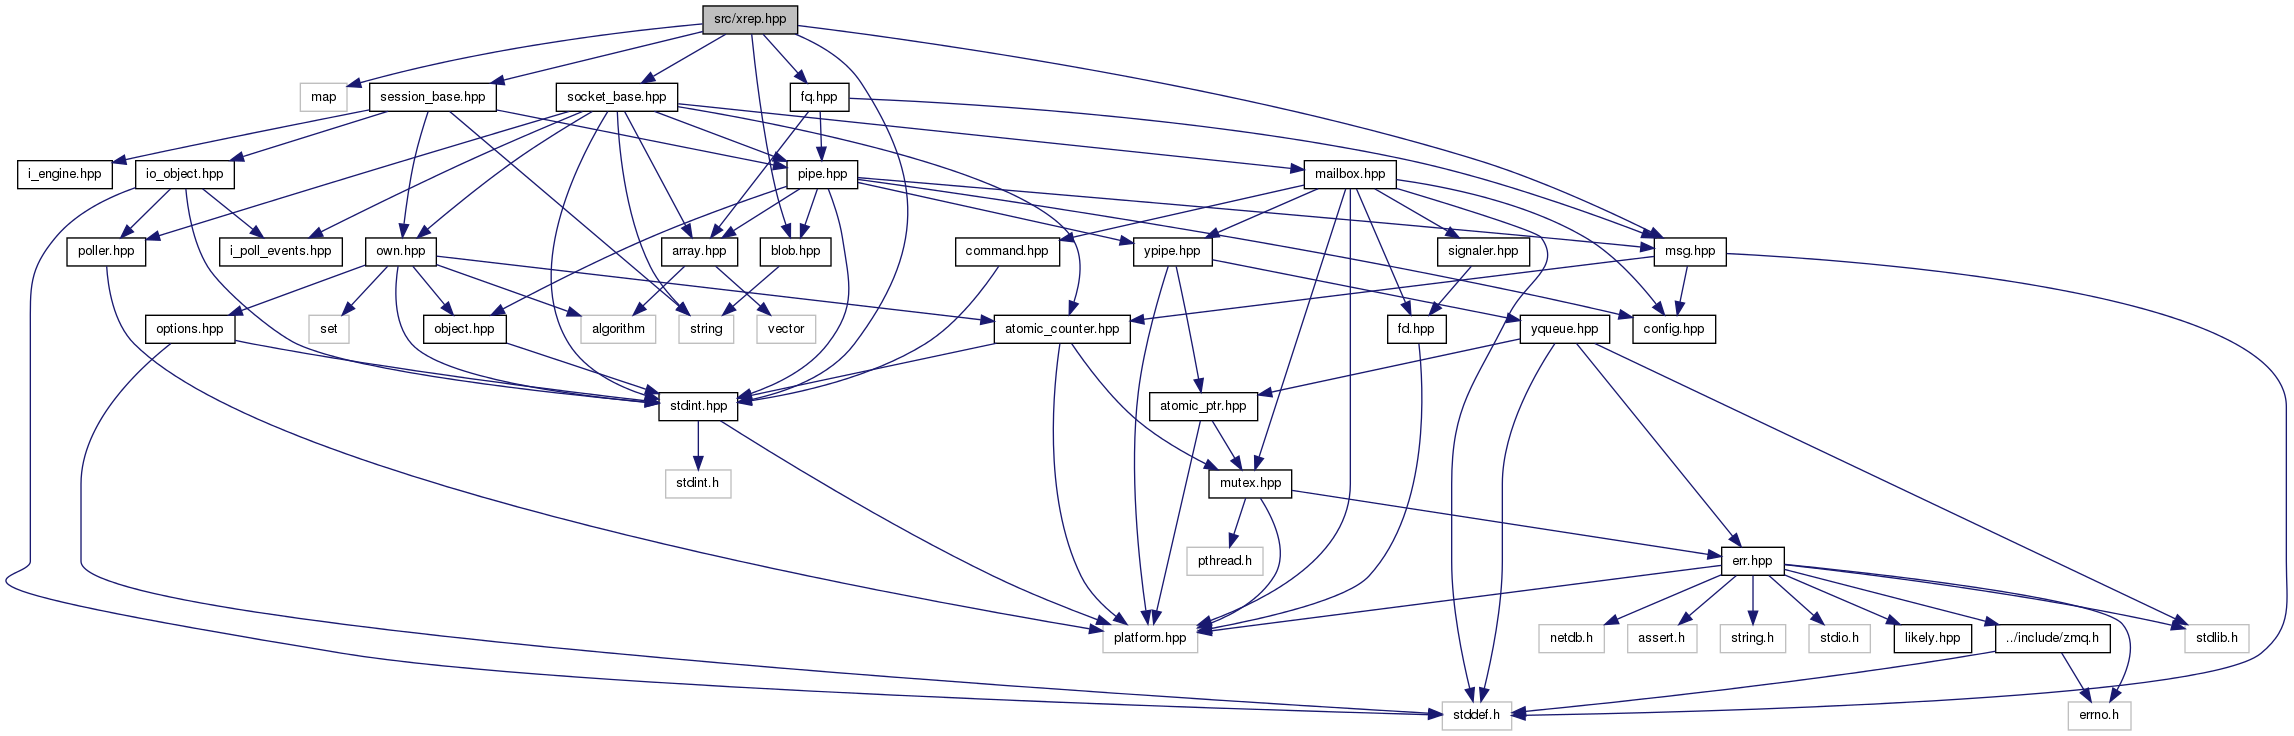 src/xrep.hpp
map
session_base.hpp
socket_base.hpp
fq.hpp
i_engine.hpp
io_object.hpp
pipe.hpp
mailbox.hpp
poller.hpp
i_poll_events.hpp
own.hpp
array.hpp
blob.hpp
command.hpp
ypipe.hpp
signaler.hpp
msg.hpp
options.hpp
set
object.hpp
algorithm
string
vector
atomic_counter.hpp
fd.hpp
yqueue.hpp
config.hpp
stdint.hpp
atomic_ptr.hpp
stdint.h
mutex.hpp
pthread.h
err.hpp
platform.hpp
netdb.h
assert.h
string.h
stdio.h
likely.hpp
../include/zmq.h
stdlib.h
stddef.h
errno.h